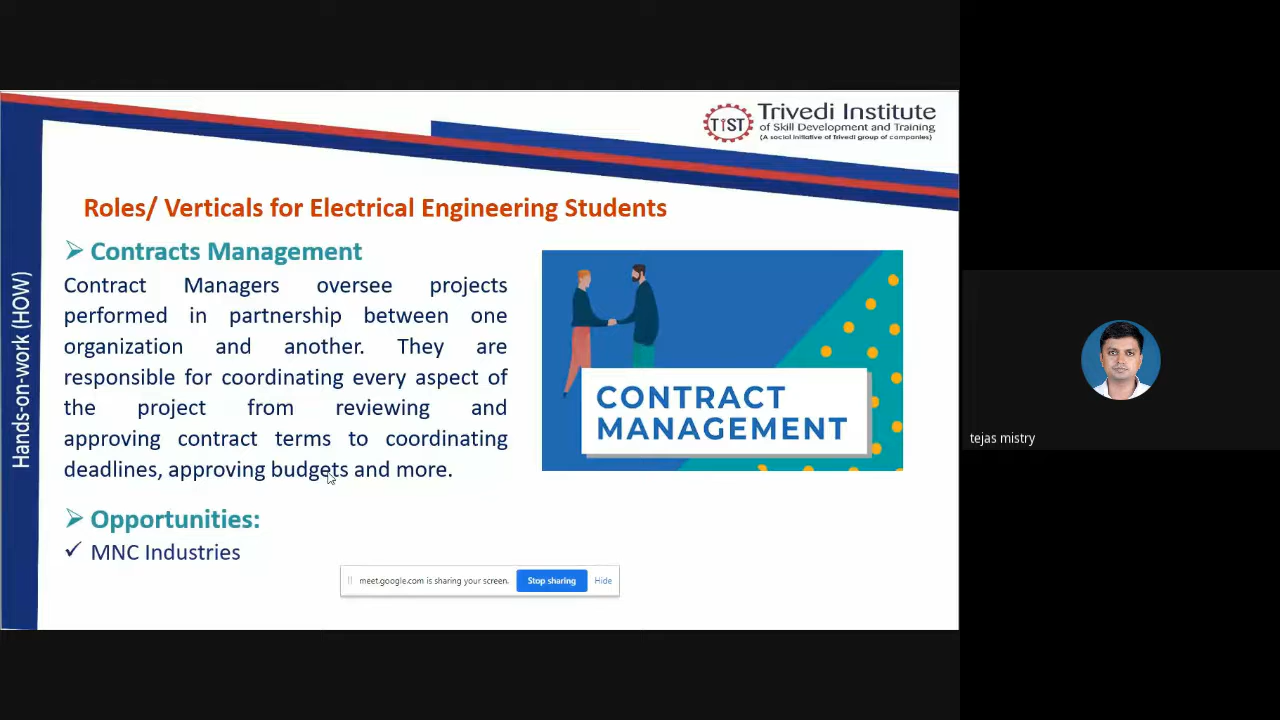 TIST
Trivedi Institute
of Skill Development and Training
(A social initiative of Trivedi group of companies)
Hands-on-work (HOW)
Roles/ Verticals for Electrical Engineering Students
➢ Contracts Management
Contract Managers oversee projects
performed in partnership between one
organization and another. They are
responsible for coordinating every aspect of
the project from reviewing and
approving contract terms to coordinating
deadlines, approving budgets and more.
CONTRACT
MANAGEMENT
➢ Opportunities:
✓ MNC Industries
meet.google.com is sharing your screen. Stop sharing Hide
tejas mistry